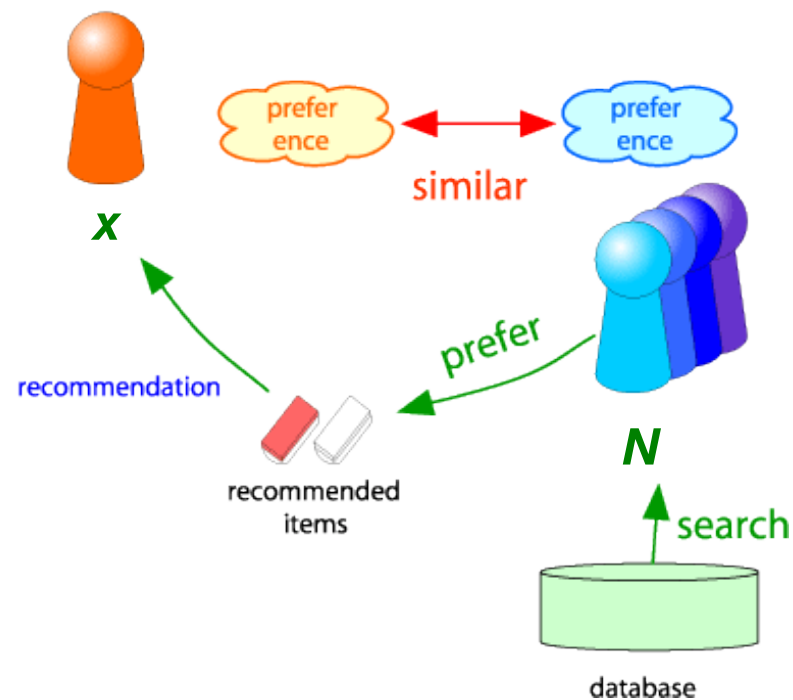 prefer
ence
prefer
ence
similar
x
prefer
recommendation
N
recommended
items
search
database